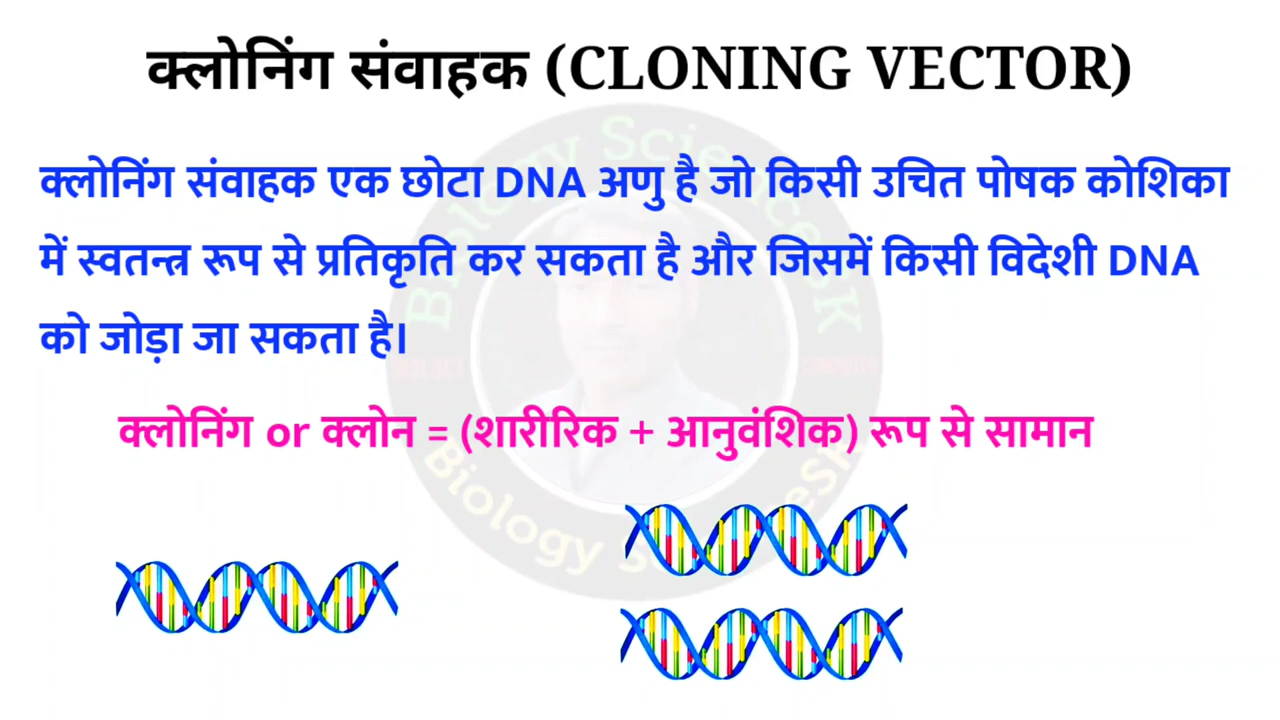 क्लोनिंग संवाहक (CLONING VECTOR)
क्लोनिंग संवाहक एक छोटा DNA अणु है जो किसी उचित पोषक कोशिका
में स्वतन्त्र रूप से प्रतिकृति कर सकता है और जिसमें किसी विदेशी DNA
को जोड़ा जा सकता है।
क्लोनिंग or क्लोन = (शारीरिक + आनुवंशिक) रूप से सामान